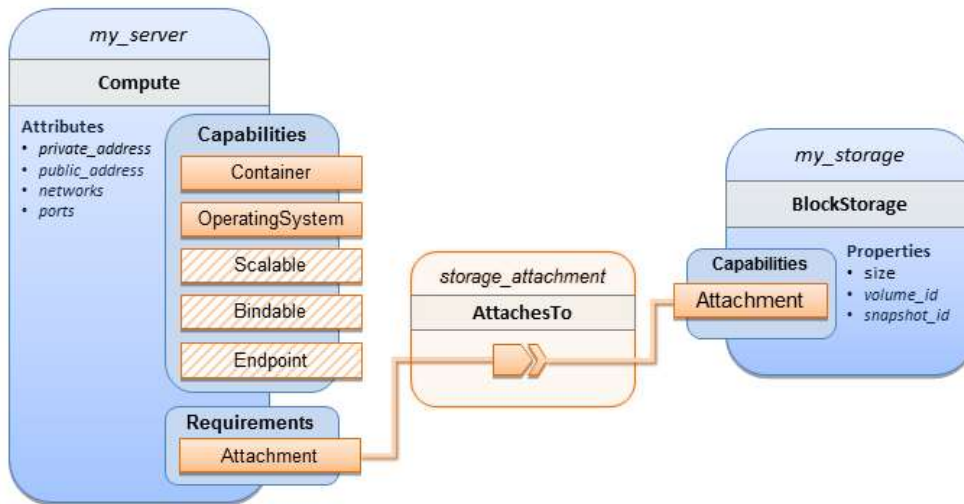 my_server
Compute
Attributes
• private_address
• public_address
• networks
• ports
Capabilities
Container
OperatingSystem
Scalable
Bindable
Endpoint
Requirements
Attachment
storage_attachment
AttachesTo
my_storage
BlockStorage
Capabilities
Attachment
Properties
• size
• volume_id
• snapshot_id